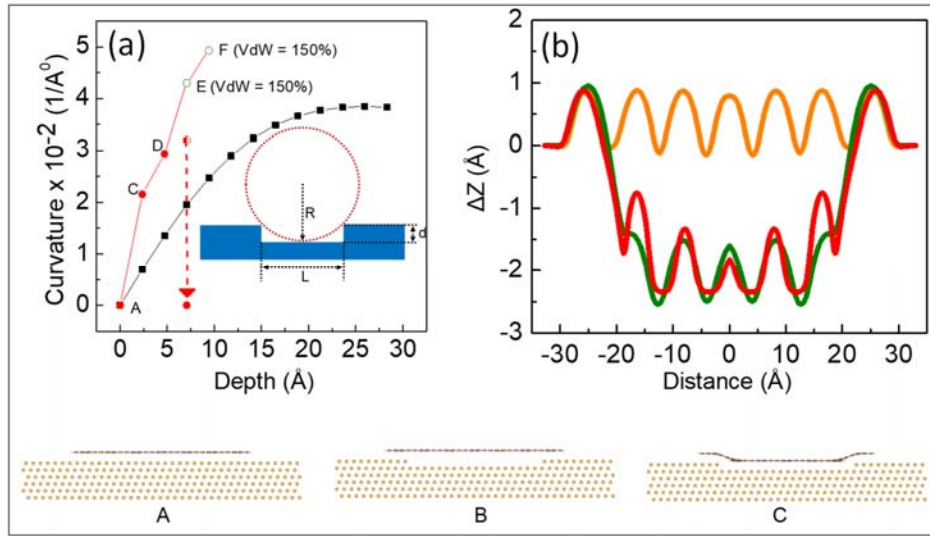 (a)
F (VdW = 150%)
E (VdW = 150%)
D
C
A
R
d
L
Curvature x 10⁻² (1/A⁰)
5
4
3
2
1
0
0 5 10 15 20 25 30
Depth (Å)
(b)
ΔZ (Å)
2
1
0
-1
-2
-3
-30 -20 -10 0 10 20 30
Distance (Å)
A B C